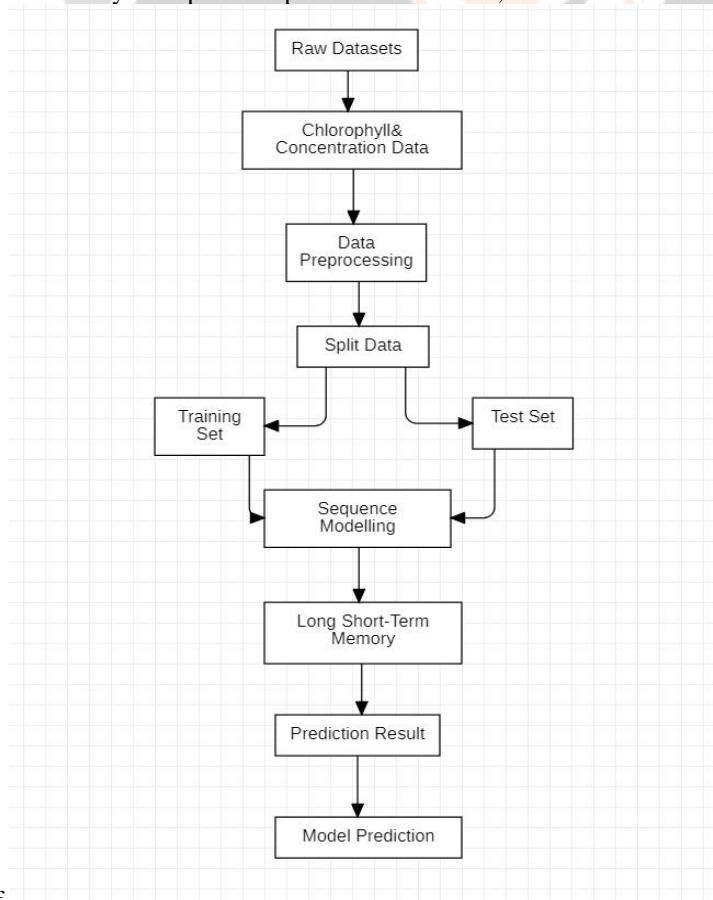 Raw Datasets
Chlorophyll&
Concentration Data
Data
Preprocessing
Split Data
Training
Set
Test Set
Sequence
Modelling
Long Short-Term
Memory
Prediction Result
Model Prediction